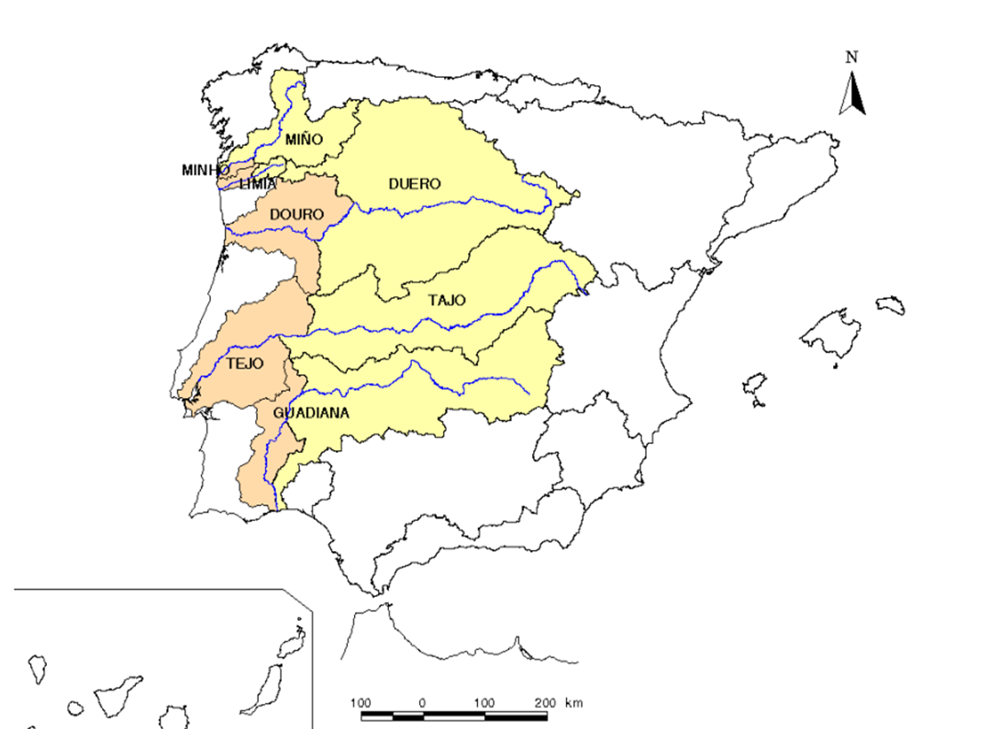 N
MIÑO
MINHO
LIMIA
DUERO
DOURO
TAJO
TEJO
GUADIANA
100 0 100 200 km